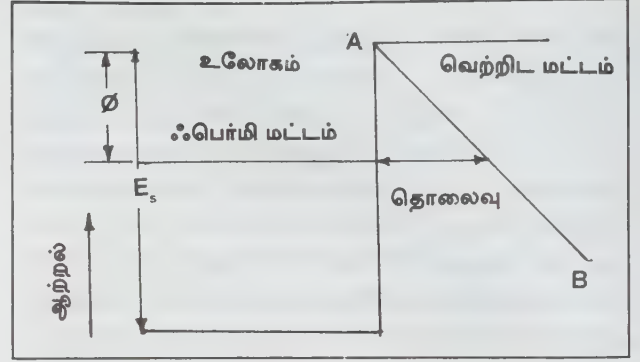 A
உலோகம்
வெற்றிட மட்டம்
Ø
ஃபெர்மி மட்டம்
Es
தொலைவு
ஆற்றல்
B